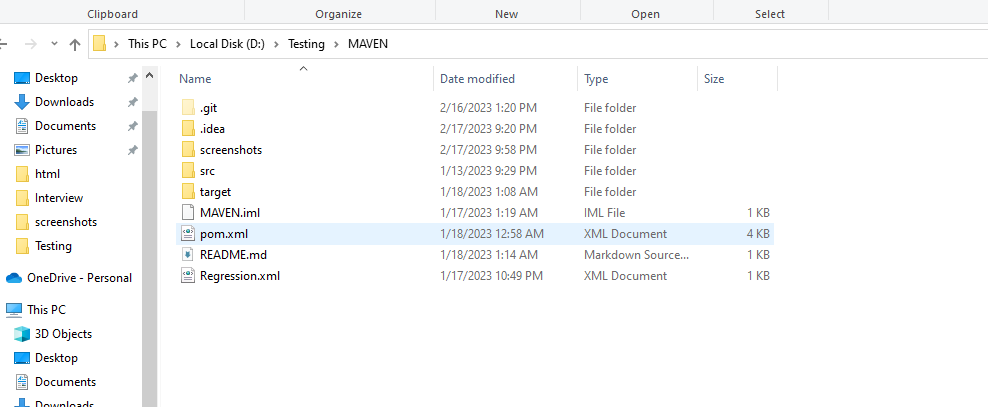 Clipboard Organize New Open Select
This PC Local Disk (D:) Testing MAVEN
Desktop
Downloads
Documents
Pictures
html
Interview
screenshots
Testing
OneDrive - Personal
This PC
3D Objects
Desktop
Documents
Downloads
Name Date modified Type Size
.git 2/16/2023 1:20 PM File folder
.idea 2/17/2023 9:20 PM File folder
screenshots 2/17/2023 9:58 PM File folder
src 1/13/2023 9:29 PM File folder
target 1/18/2023 1:08 AM File folder
MAVEN.iml 1/17/2023 1:19 AM IML File 1 KB
pom.xml 1/18/2023 12:58 AM XML Document 4 KB
README.md 1/18/2023 1:14 AM Markdown Source... 1 KB
Regression.xml 1/17/2023 10:49 PM XML Document 1 KB